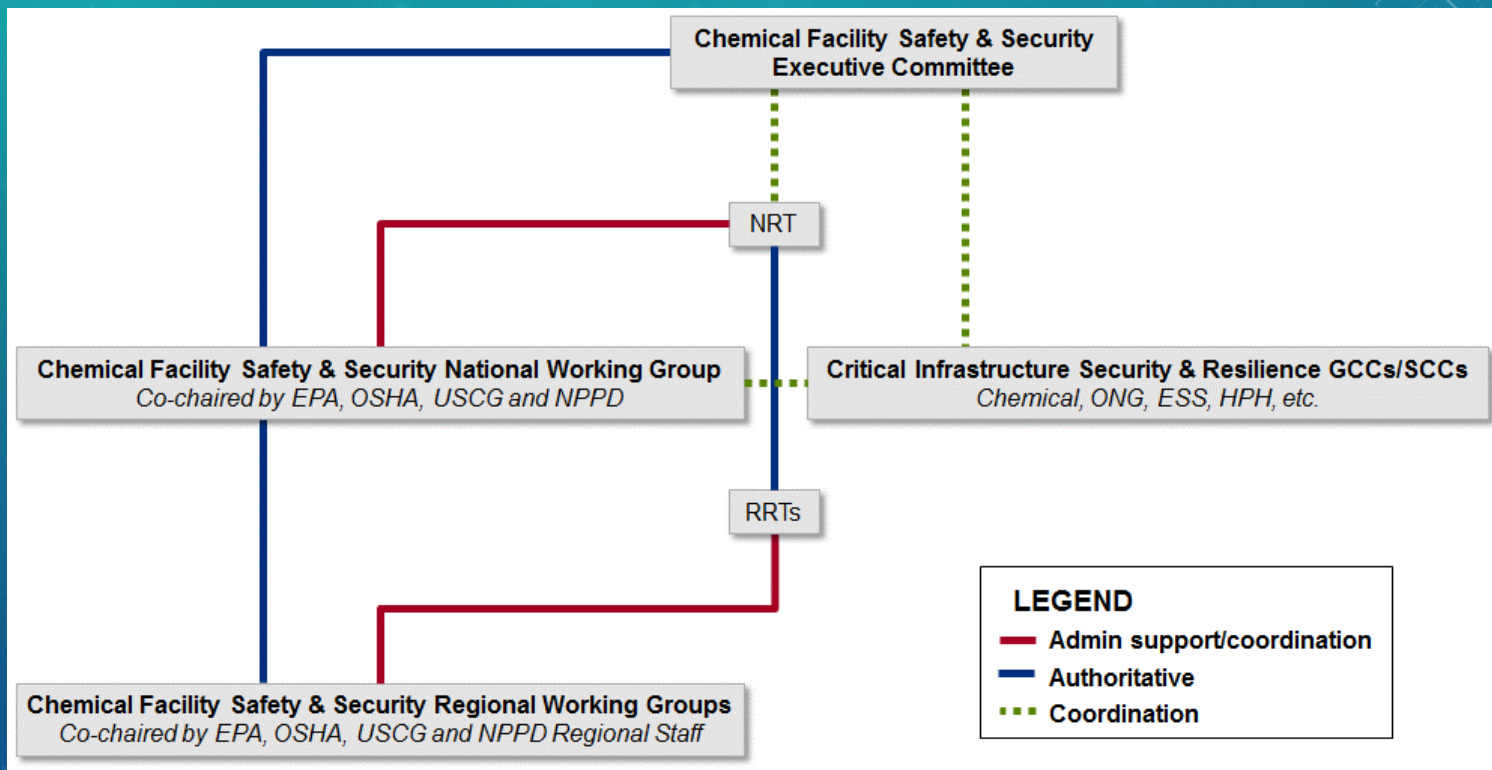 Chemical Facility Safety & Security
Executive Committee
NRT
Chemical Facility Safety & Security National Working Group
Co-chaired by EPA, OSHA, USCG and NPPD
Critical Infrastructure Security & Resilience GCCs/SCCs
Chemical, ONG, ESS, HPH, etc.
RRTs
Chemical Facility Safety & Security Regional Working Groups
Co-chaired by EPA, OSHA, USCG and NPPD Regional Staff
LEGEND
Admin support/coordination
Authoritative
Coordination